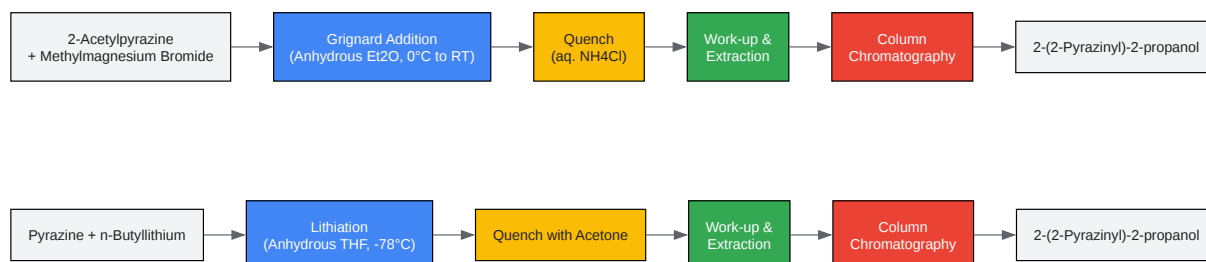 2-Acetylpyrazine
+ Methylmagnesium Bromide
Grignard Addition
(Anhydrous Et2O, 0°C to RT)
Quench
(aq. NH4Cl)
Work-up &
Extraction
Column
Chromatography
2-(2-Pyrazinyl)-2-propanol
Pyrazine + n-Butyllithium
Lithiation
(Anhydrous THF, -78°C)
Quench with Acetone
Work-up &
Extraction
Column
Chromatography
2-(2-Pyrazinyl)-2-propanol